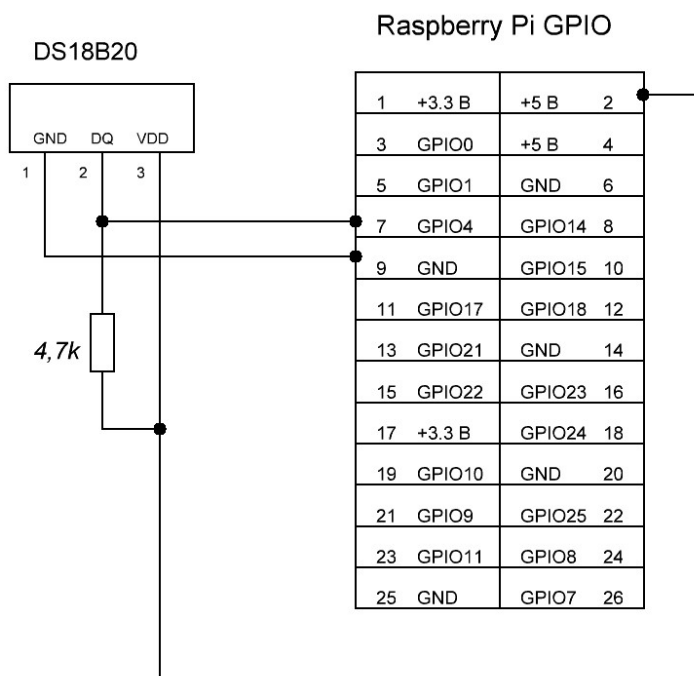 Raspberry Pi GPIO
DS18B20
GND DQ VDD
1 2 3
4,7k
1 +3.3 В +5 В 2
3 GPIO0 +5 В 4
5 GPIO1 GND 6
7 GPIO4 GPIO14 8
9 GND GPIO15 10
11 GPIO17 GPIO18 12
13 GPIO21 GND 14
15 GPIO22 GPIO23 16
17 +3.3 В GPIO24 18
19 GPIO10 GND 20
21 GPIO9 GPIO25 22
23 GPIO11 GPIO8 24
25 GND GPIO7 26